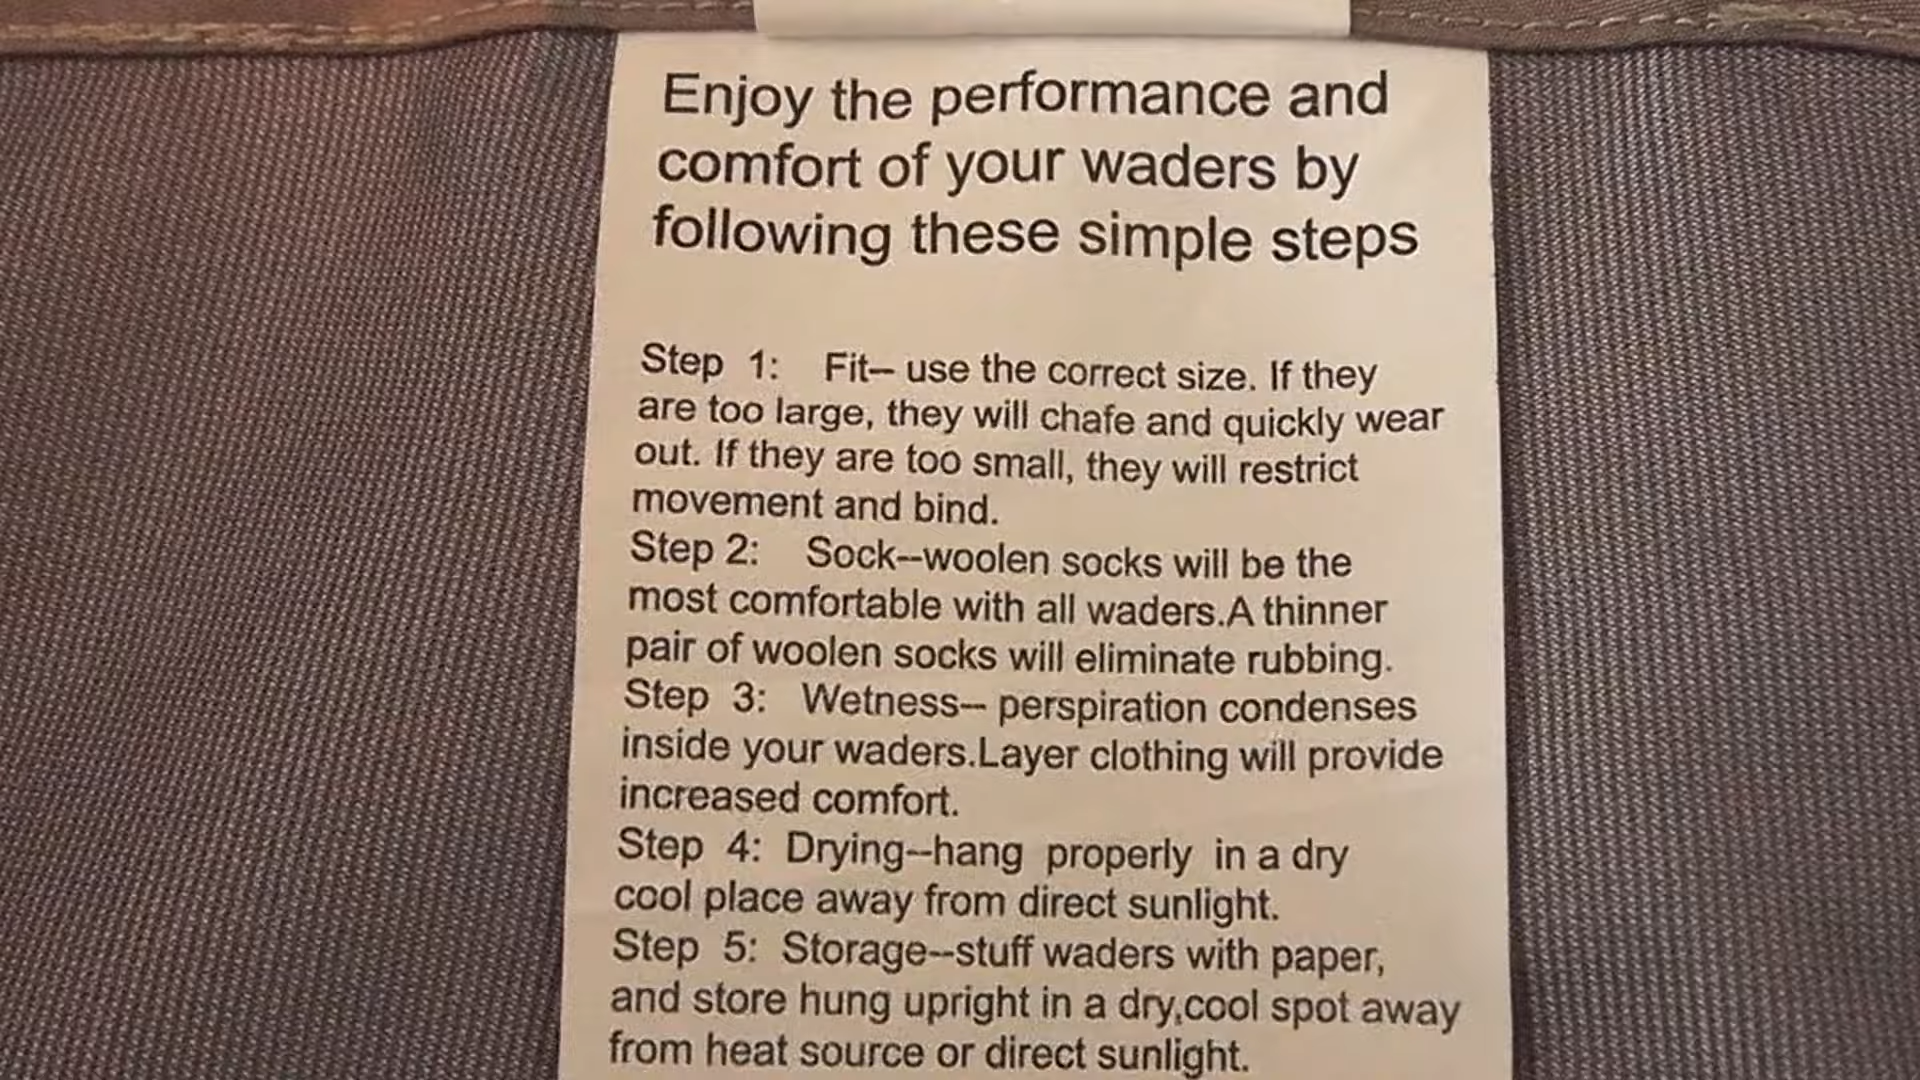 Enjoy the performance and
comfort of your waders by
following these simple steps
Step 1: Fit– use the correct size. If they
are too large, they will chafe and quickly wear
out. If they are too small, they will restrict
movement and bind.
Step 2: Sock–woolen socks will be the
most comfortable with all waders.A thinner
pair of woolen socks will eliminate rubbing.
Step 3: Wetness– perspiration condenses
inside your waders.Layer clothing will provide
increased comfort.
Step 4: Drying–hang properly in a dry
cool place away from direct sunlight.
Step 5: Storage–stuff waders with paper,
and store hung upright in a dry,cool spot away
from heat source or direct sunlight.